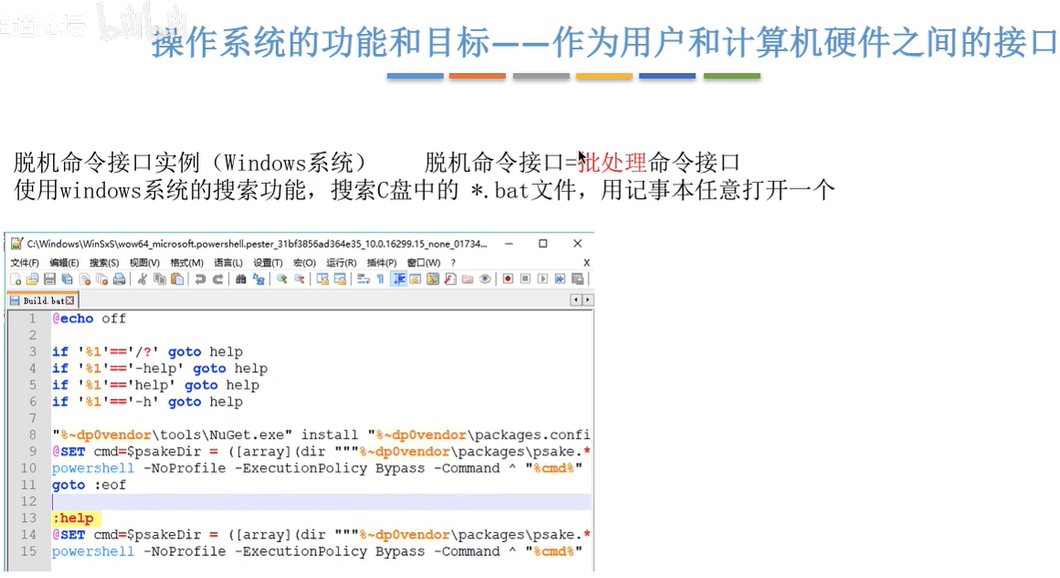 王道论坛 bilibili
操作系统的功能和目标——作为用户和计算机硬件之间的接口
脱机命令接口实例（Windows系统） 脱机命令接口=批处理命令接口
使用windows系统的搜索功能，搜索C盘中的 *.bat文件，用记事本任意打开一个
C:\Windows\WinSxS\wow64_microsoft.powershell.pester_31bf3856ad364e35_10.0.16299.15_none_01734...
文件(F) 编辑(E) 搜索(S) 视图(V) 格式(M) 语言(L) 设置(T) 宏(O) 运行(R) 插件(P) 窗口(W) ? X
Build.bat
1 @echo off
2
3 if '%1'=='/?' goto help
4 if '%1'=='-help' goto help
5 if '%1'=='help' goto help
6 if '%1'=='-h' goto help
7
8 "%~dp0vendor\tools\NuGet.exe" install "%~dp0vendor\packages.confi
9 @SET cmd=$psakeDir = ([array](dir """%~dp0vendor\packages\psake.*
10 powershell -NoProfile -ExecutionPolicy Bypass -Command ^ "%cmd%"
11 goto :eof
12
13 :help
14 @SET cmd=$psakeDir = ([array](dir """%~dp0vendor\packages\psake.*
15 powershell -NoProfile -ExecutionPolicy Bypass -Command ^ "%cmd%"